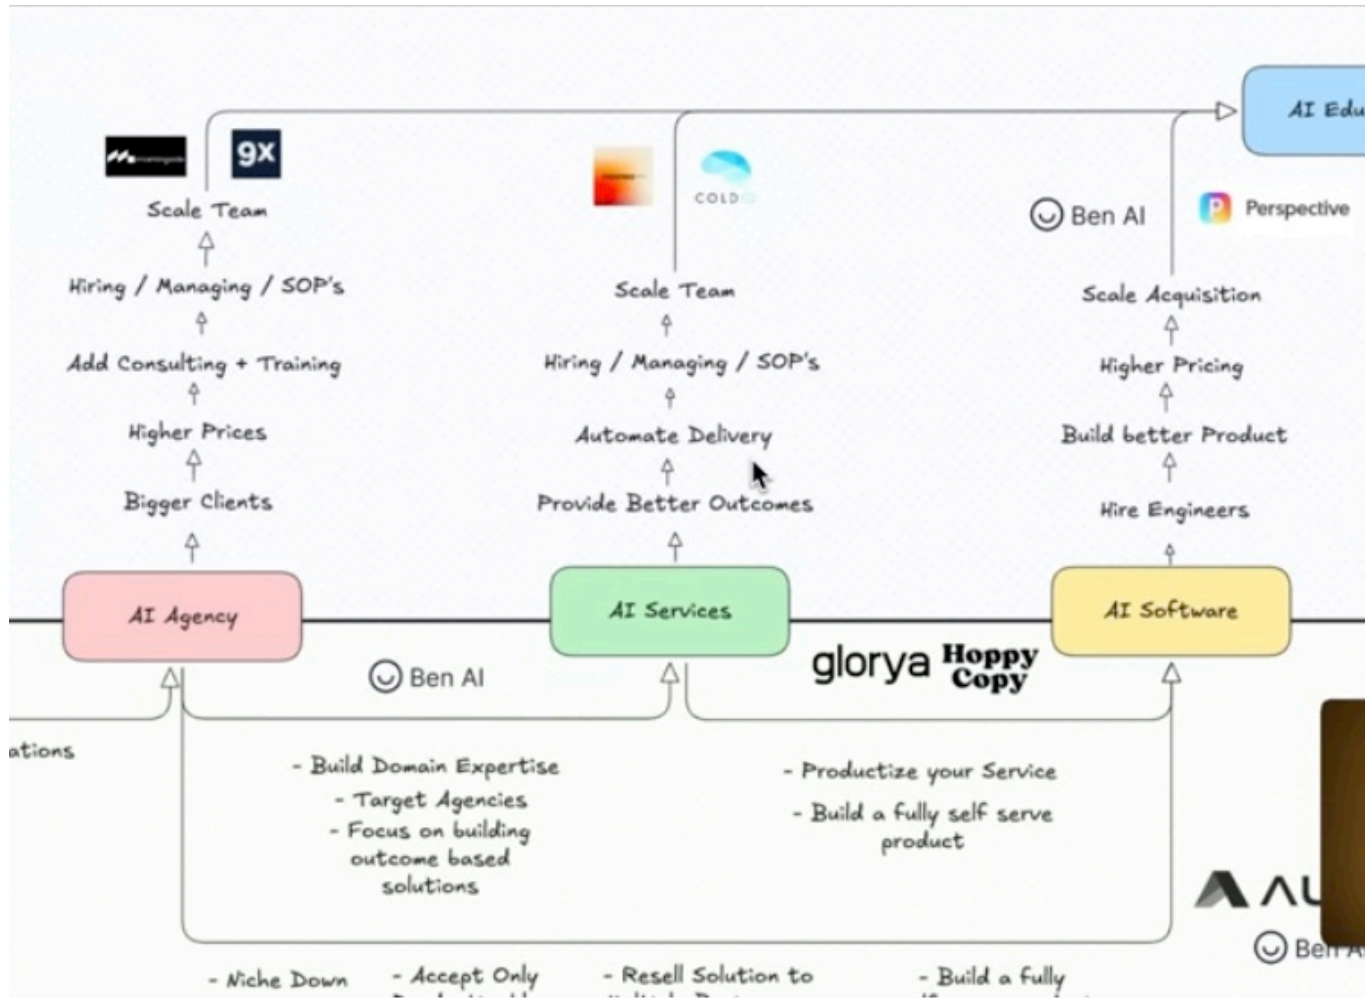 AI Edu
9x
COLD
Ben AI
Perspective
Scale Team
Hiring / Managing / SOP's
Add Consulting + Training
Higher Prices
Bigger Clients
AI Agency
Scale Team
Hiring / Managing / SOP's
Automate Delivery
Provide Better Outcomes
AI Services
Scale Acquisition
Higher Pricing
Build better Product
Hire Engineers
AI Software
Ben AI
glorya
Hoppy
Copy
ations
- Build Domain Expertise
- Target Agencies
- Focus on building
outcome based
solutions
- Productize your Service
- Build a fully self serve
product
AU
Ben A
- Niche Down
- Accept Only
- Resell Solution to
- Build a fully